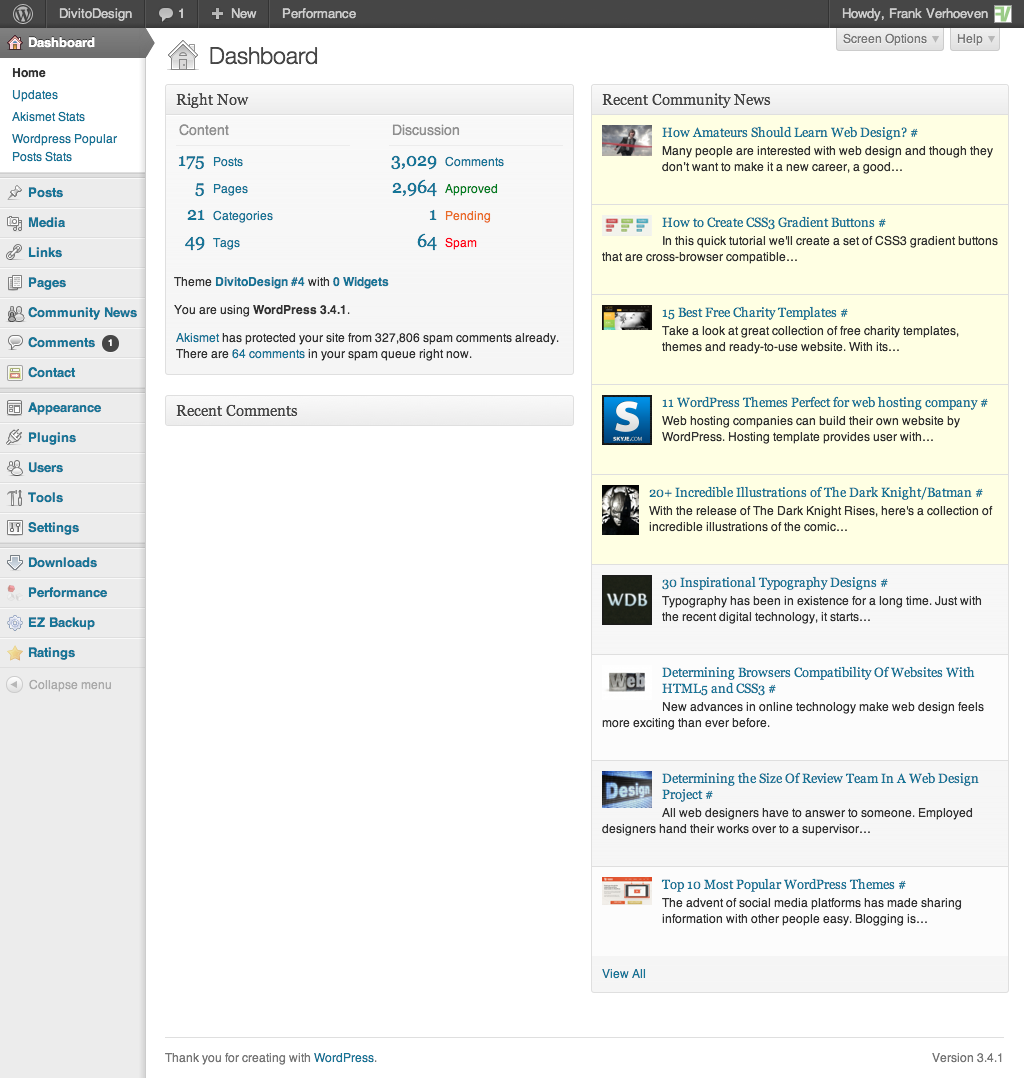 DivitoDesign 1 + New Performance Howdy, Frank Verhoeven
Dashboard
Home
Updates
Akismet Stats
Wordpress Popular
Posts Stats
Posts
Media
Links
Pages
Community News
Comments 1
Contact
Appearance
Plugins
Users
Tools
Settings
Downloads
Performance
EZ Backup
Ratings
Collapse menu
Screen Options Help
Dashboard
Right Now
Content Discussion
175 Posts 3,029 Comments
5 Pages 2,964 Approved
21 Categories 1 Pending
49 Tags 64 Spam
Theme DivitoDesign #4 with 0 Widgets
You are using WordPress 3.4.1.
Akismet has protected your site from 327,806 spam comments already.
There are 64 comments in your spam queue right now.
Recent Comments
Recent Community News
How Amateurs Should Learn Web Design? #
Many people are interested with web design and though they
don't want to make it a new career, a good…
How to Create CSS3 Gradient Buttons #
In this quick tutorial we'll create a set of CSS3 gradient buttons
that are cross-browser compatible…
15 Best Free Charity Templates #
Take a look at great collection of free charity templates,
themes and ready-to-use website. With its…
S
SKYJE.COM
11 WordPress Themes Perfect for web hosting company #
Web hosting companies can build their own website by
WordPress. Hosting template provides user with…
20+ Incredible Illustrations of The Dark Knight/Batman #
With the release of The Dark Knight Rises, here's a collection of
incredible illustrations of the comic…
WDB
30 Inspirational Typography Designs #
Typography has been in existence for a long time. Just with
the recent digital technology, it starts…
Web
Determining Browsers Compatibility Of Websites With
HTML5 and CSS3 #
New advances in online technology make web design feels
more exciting than ever before.
Design
Determining the Size Of Review Team In A Web Design
Project #
All web designers have to answer to someone. Employed
designers hand their works over to a supervisor…
Top 10 Most Popular WordPress Themes #
The advent of social media platforms has made sharing
information with other people easy. Blogging is…
View All
Thank you for creating with WordPress. Version 3.4.1